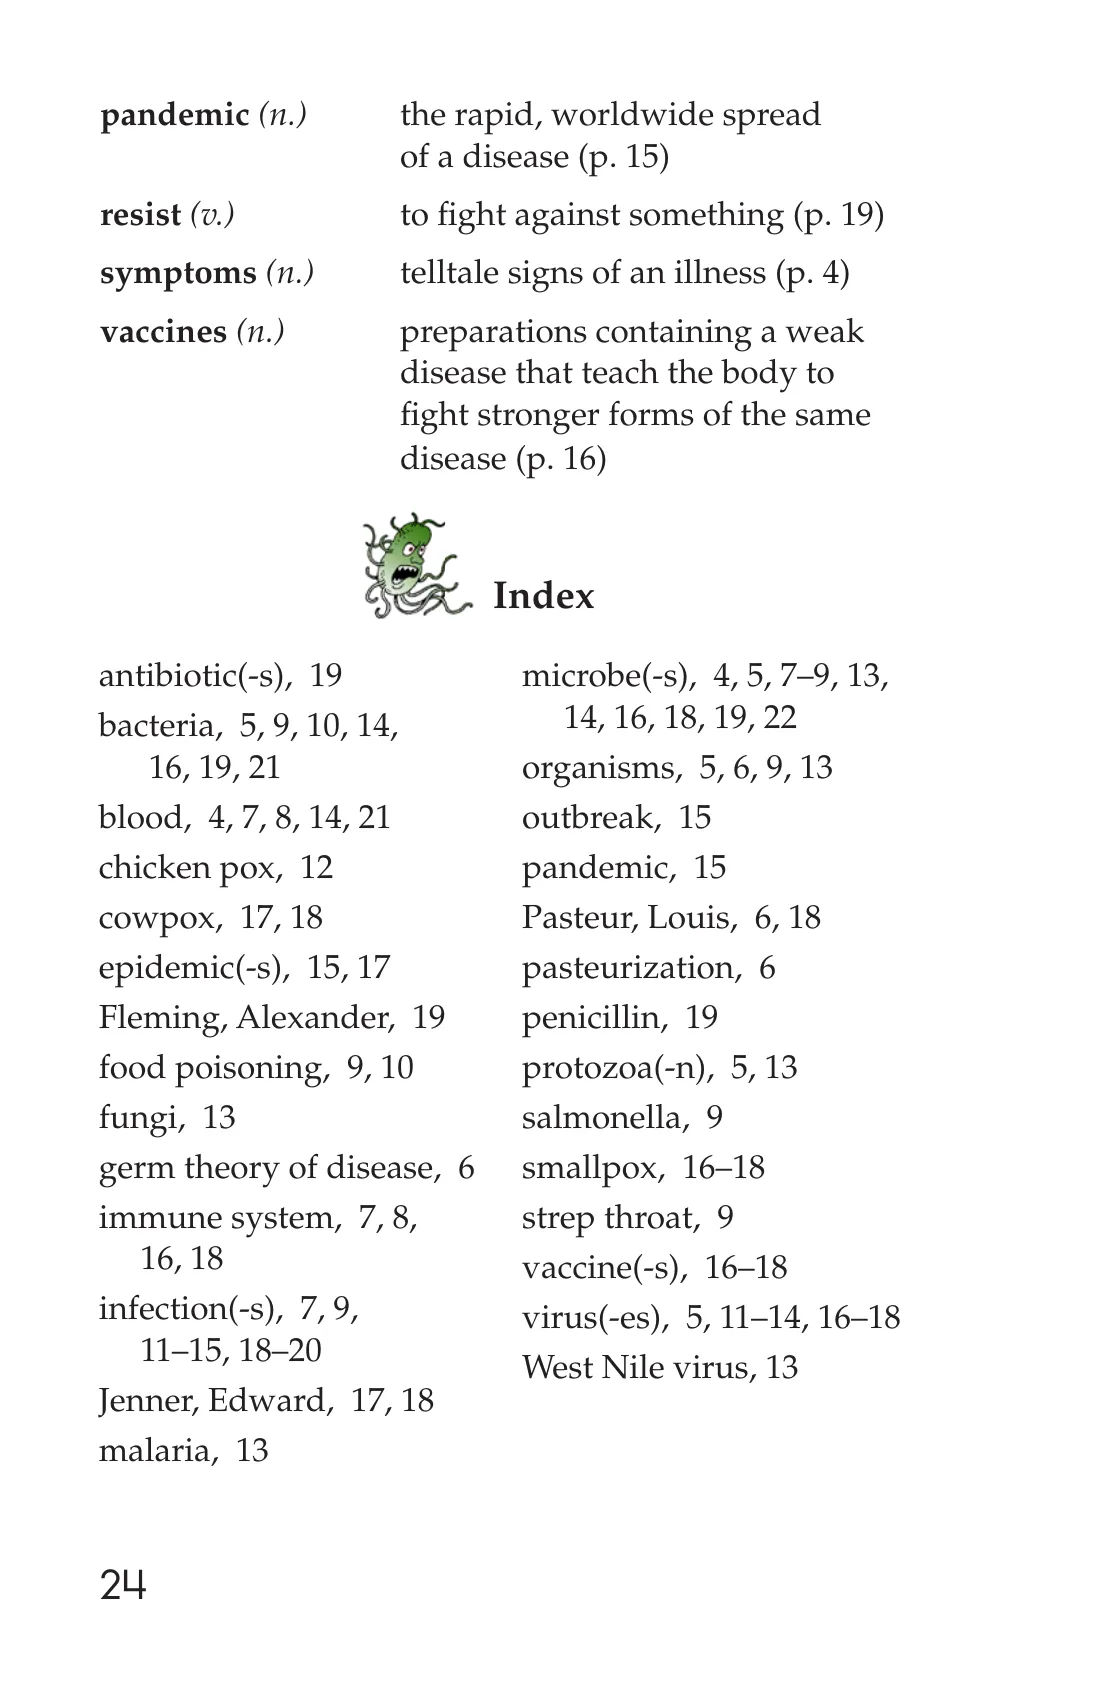 pandemic (n.) the rapid, worldwide spread
of a disease (p. 15)
resist (v.) to fight against something (p. 19)
symptoms (n.) telltale signs of an illness (p. 4)
vaccines (n.) preparations containing a weak
disease that teach the body to
fight stronger forms of the same
disease (p. 16)
Index
antibiotic(-s), 19
bacteria, 5, 9, 10, 14,
16, 19, 21
blood, 4, 7, 8, 14, 21
chicken pox, 12
cowpox, 17, 18
epidemic(-s), 15, 17
Fleming, Alexander, 19
food poisoning, 9, 10
fungi, 13
germ theory of disease, 6
immune system, 7, 8,
16, 18
infection(-s), 7, 9,
11–15, 18–20
Jenner, Edward, 17, 18
malaria, 13
microbe(-s), 4, 5, 7–9, 13,
14, 16, 18, 19, 22
organisms, 5, 6, 9, 13
outbreak, 15
pandemic, 15
Pasteur, Louis, 6, 18
pasteurization, 6
penicillin, 19
protozoa(-n), 5, 13
salmonella, 9
smallpox, 16–18
strep throat, 9
vaccine(-s), 16–18
virus(-es), 5, 11–14, 16–18
West Nile virus, 13
24